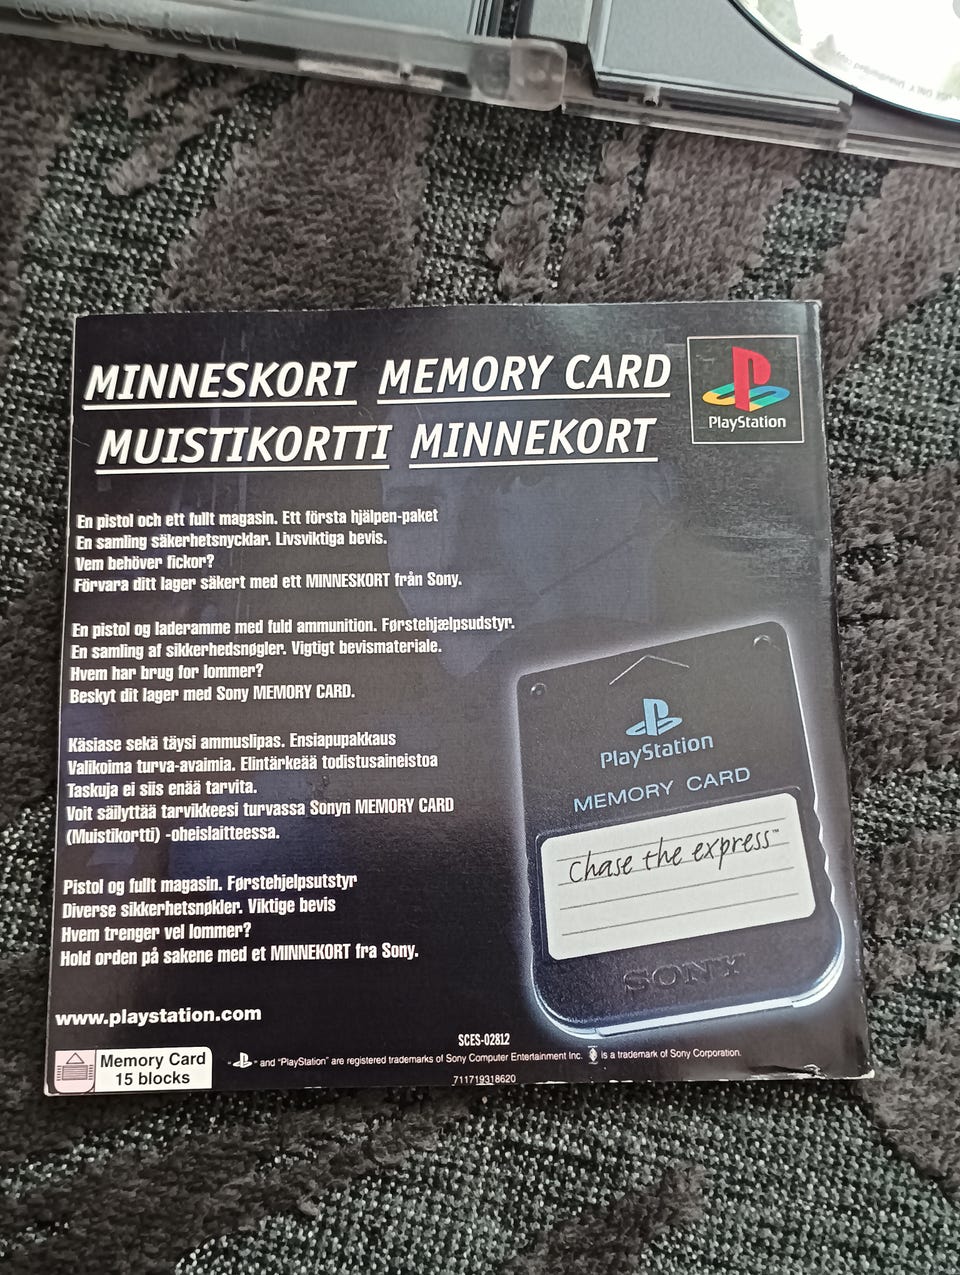 MINNESKORT MEMORY CARD
MUISTIKORTTI MINNEKORT
PlayStation
En pistol och ett fullt magasin. Ett första hjälpen-paket
En samling säkerhetsnycklar. Livsviktiga bevis.
Vem behöver fickor?
Förvara ditt lager säkert med ett MINNESKORT från Sony.
En pistol og laderamme med fuld ammunition. Førstehjælpsudstyr.
En samling af sikkerhedsnøgler. Vigtigt bevismateriale.
Hvem har brug for lommer?
Beskyt dit lager med Sony MEMORY CARD.
Käsiase sekä täysi ammuslipas. Ensiapupakkaus
Valikoima turva-avaimia. Elintärkeää todistusaineistoa
Taskuja ei siis enää tarvita.
Voit säilyttää tarvikkeesi turvassa Sonyn MEMORY CARD
(Muistikortti) -oheislaitteessa.
Pistol og fullt magasin. Førstehjelpsutstyr
Diverse sikkerhetsnøkler. Viktige bevis
Hvem trenger vel lommer?
Hold orden på sakene med et MINNEKORT fra Sony.
PlayStation
MEMORY CARD
Chase the express™
SONY
www.playstation.com
SCES-02812
Memory Card
15 blocks
" " and "PlayStation" are registered trademarks of Sony Computer Entertainment Inc. is a trademark of Sony Corporation.
711719318620